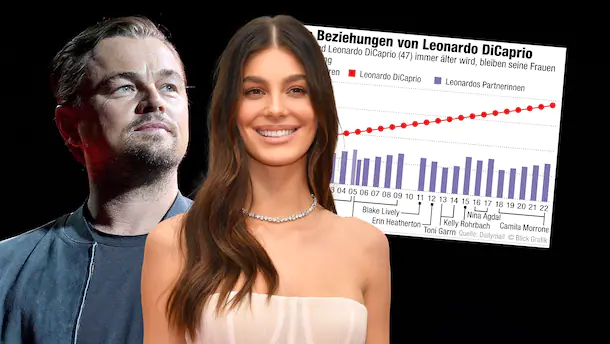 Beziehungen von Leonardo DiCaprio
Leonardo DiCaprio (47) immer älter wird, bleiben seine Frauen
Leonardo DiCaprio Leonardos Partnerinnen
03 04 05 06 07 08 09 10 11 12 13 14 15 16 17 18 19 20 21 22
Blake Lively
Erin Heatherton
Toni Garrn
Kelly Rohrbach
Nina Agdal
Camila Morrone
Quelle: Dailymail © Blick Grafik